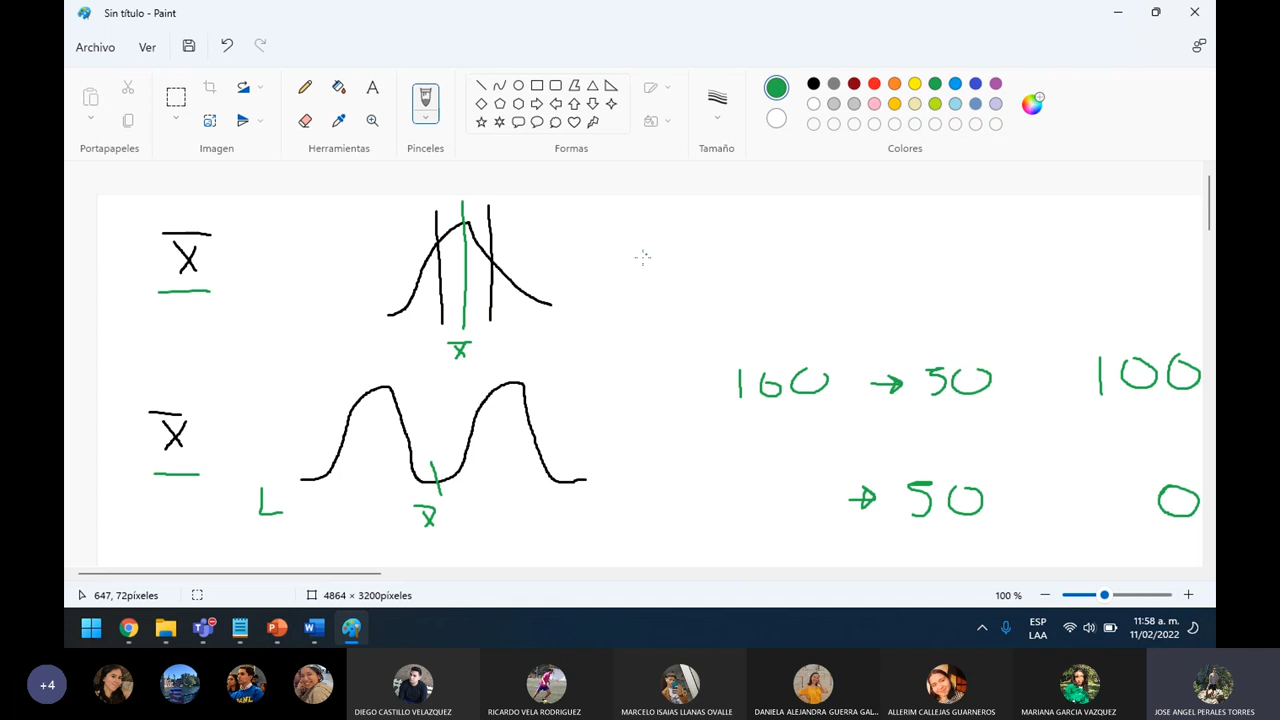 Sin título - Paint
Archivo Ver
Portapapeles Imagen Herramientas Pinceles Formas Tamaño Colores
X
X
100 → 50 100
X
L X → 50 0
647, 72píxeles 4864 × 3200píxeles 100 %
ESP
LAA
11:58 a. m.
11/02/2022
+4
DIEGO CASTILLO VELAZQUEZ RICARDO VELA RODRIGUEZ MARCELO ISAIAS LLANAS OVALLE DANIELA ALEJANDRA GUERRA GAL... ALLERIM CALLEJAS GUARNEROS MARIANA GARCIA VAZQUEZ JOSE ANGEL PERALES TORRES